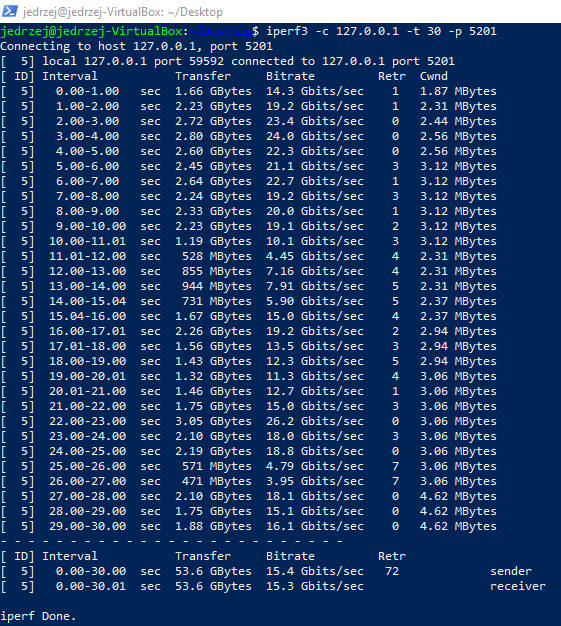 jedrzej@jedrzej-VirtualBox: ~/Desktop
jedrzej@jedrzej-VirtualBox:~/Desktop$ iperf3 -c 127.0.0.1 -t 30 -p 5201
Connecting to host 127.0.0.1, port 5201
[  5] local 127.0.0.1 port 59592 connected to 127.0.0.1 port 5201
[ ID] Interval           Transfer     Bitrate         Retr  Cwnd
[  5]   0.00-1.00   sec  1.66 GBytes  14.3 Gbits/sec    1   1.87 MBytes
[  5]   1.00-2.00   sec  2.23 GBytes  19.2 Gbits/sec    1   2.31 MBytes
[  5]   2.00-3.00   sec  2.72 GBytes  23.4 Gbits/sec    0   2.44 MBytes
[  5]   3.00-4.00   sec  2.80 GBytes  24.0 Gbits/sec    0   2.56 MBytes
[  5]   4.00-5.00   sec  2.60 GBytes  22.3 Gbits/sec    0   2.56 MBytes
[  5]   5.00-6.00   sec  2.45 GBytes  21.1 Gbits/sec    3   3.12 MBytes
[  5]   6.00-7.00   sec  2.64 GBytes  22.7 Gbits/sec    1   3.12 MBytes
[  5]   7.00-8.00   sec  2.24 GBytes  19.2 Gbits/sec    3   3.12 MBytes
[  5]   8.00-9.00   sec  2.33 GBytes  20.0 Gbits/sec    1   3.12 MBytes
[  5]   9.00-10.00  sec  2.23 GBytes  19.1 Gbits/sec    2   3.12 MBytes
[  5]  10.00-11.01  sec  1.19 GBytes  10.1 Gbits/sec    3   3.12 MBytes
[  5]  11.01-12.00  sec   528 MBytes  4.45 Gbits/sec    4   2.31 MBytes
[  5]  12.00-13.00  sec   855 MBytes  7.16 Gbits/sec    4   2.31 MBytes
[  5]  13.00-14.00  sec   944 MBytes  7.91 Gbits/sec    5   2.31 MBytes
[  5]  14.00-15.04  sec   731 MBytes  5.90 Gbits/sec    5   2.37 MBytes
[  5]  15.04-16.00  sec  1.67 GBytes  15.0 Gbits/sec    4   2.37 MBytes
[  5]  16.00-17.01  sec  2.26 GBytes  19.2 Gbits/sec    2   2.94 MBytes
[  5]  17.01-18.00  sec  1.56 GBytes  13.5 Gbits/sec    3   2.94 MBytes
[  5]  18.00-19.00  sec  1.43 GBytes  12.3 Gbits/sec    5   2.94 MBytes
[  5]  19.00-20.01  sec  1.32 GBytes  11.3 Gbits/sec    4   3.06 MBytes
[  5]  20.01-21.00  sec  1.46 GBytes  12.7 Gbits/sec    1   3.06 MBytes
[  5]  21.00-22.00  sec  1.75 GBytes  15.0 Gbits/sec    3   3.06 MBytes
[  5]  22.00-23.00  sec  3.05 GBytes  26.2 Gbits/sec    0   3.06 MBytes
[  5]  23.00-24.00  sec  2.10 GBytes  18.0 Gbits/sec    3   3.06 MBytes
[  5]  24.00-25.00  sec  2.19 GBytes  18.8 Gbits/sec    0   3.06 MBytes
[  5]  25.00-26.00  sec   571 MBytes  4.79 Gbits/sec    7   3.06 MBytes
[  5]  26.00-27.00  sec   471 MBytes  3.95 Gbits/sec    7   3.06 MBytes
[  5]  27.00-28.00  sec  2.10 GBytes  18.1 Gbits/sec    0   4.62 MBytes
[  5]  28.00-29.00  sec  1.75 GBytes  15.1 Gbits/sec    0   4.62 MBytes
[  5]  29.00-30.00  sec  1.88 GBytes  16.1 Gbits/sec    0   4.62 MBytes
- - - - - - - - - - - - - - - - - - - - - - - - -
[ ID] Interval           Transfer     Bitrate         Retr
[  5]   0.00-30.00  sec  53.6 GBytes  15.4 Gbits/sec   72             sender
[  5]   0.00-30.01  sec  53.6 GBytes  15.3 Gbits/sec                  receiver
iperf Done.